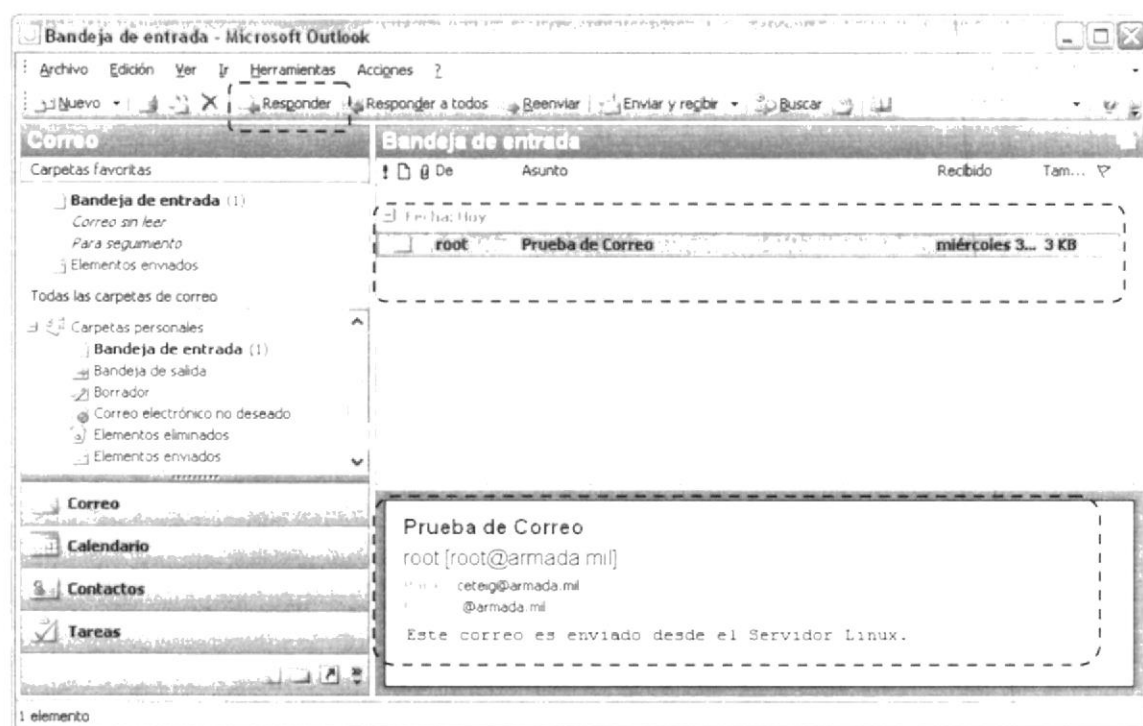 Bandeja de entrada - Microsoft Outlook
Archivo Edición Ver Ir Herramientas Acciones ?
Nuevo Responder Responder a todos Reenviar Enviar y recibir Buscar
Correo
Carpetas favoritas
Bandeja de entrada (1)
Correo sin leer
Para seguimiento
Elementos enviados
Todas las carpetas de correo
Carpetas personales
Bandeja de entrada (1)
Bandeja de salida
Borrador
Correo electrónico no deseado
Elementos eliminados
Elementos enviados
Correo
Calendario
Contactos
Tareas
Bandeja de entrada
! De Asunto Recibido Tam...
Fecha: Hoy
root Prueba de Correo miércoles 3... 3 KB
Prueba de Correo
root [root@armada.mil]
ceteigi@armada.mil
@armada.mil
Este correo es enviado desde el Servidor Linux.
1 elemento